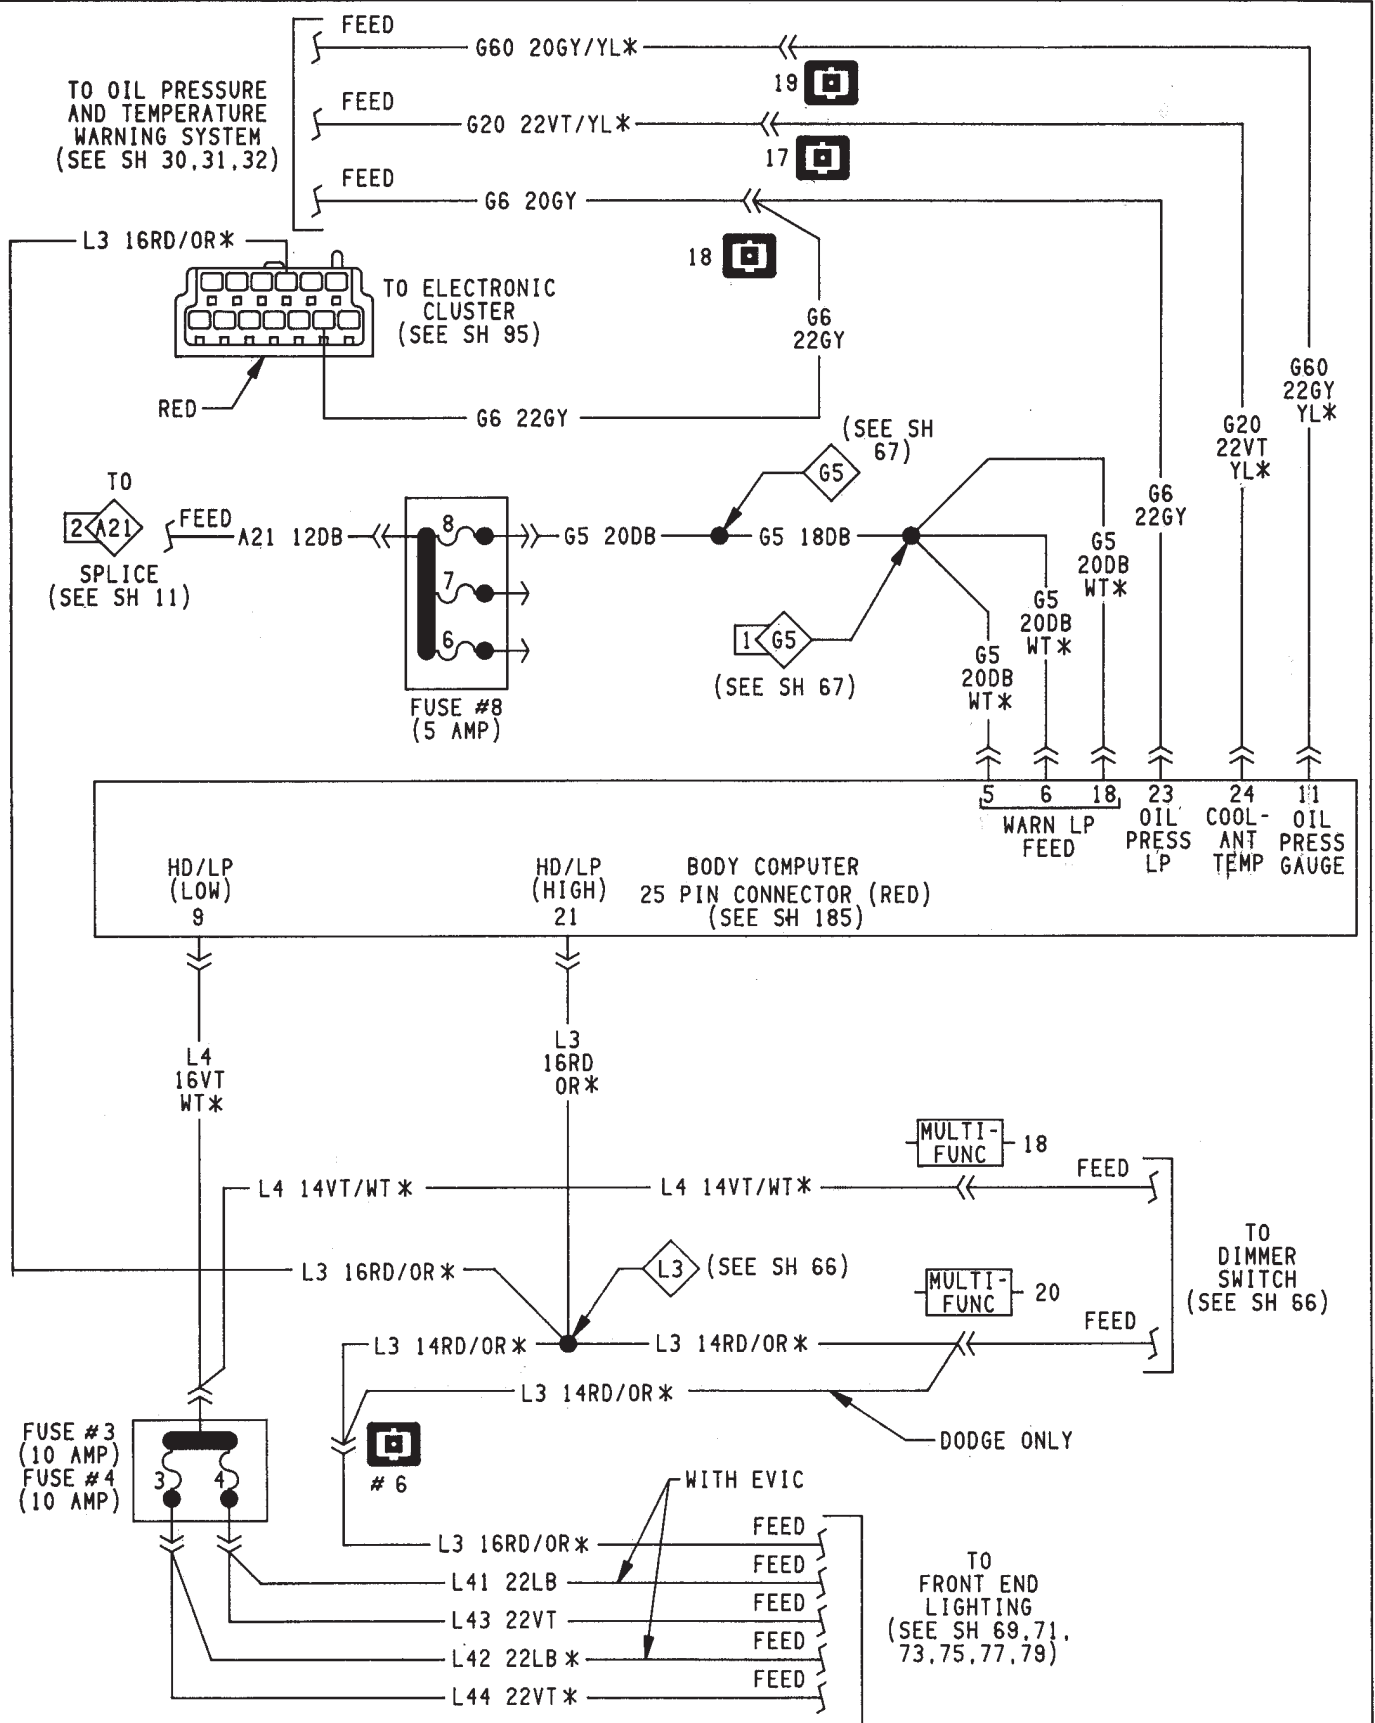 FEED
G60 20GY/YL*
19
TO OIL PRESSURE
AND TEMPERATURE
WARNING SYSTEM
(SEE SH 30,31,32)
FEED
G20 22VT/YL*
17
FEED
G6 20GY
18
L3 16RD/OR*
TO ELECTRONIC
CLUSTER
(SEE SH 95)
RED
G6
22GY
G6 22GY
G60
22GY
YL*
G20
22VT
YL*
G6
22GY
(SEE SH
67)
G5
TO
2 A21
SPLICE
(SEE SH 11)
FEED
A21 12DB
8
7
6
FUSE #8
(5 AMP)
G5 20DB
G5 18DB
1 G5
(SEE SH 67)
G5
20DB
WT*
G5
20DB
WT*
G5
20DB
WT*
5 6 18 23 24 11
WARN LP
FEED
OIL
PRESS
LP
COOL-
ANT
TEMP
OIL
PRESS
GAUGE
HD/LP
(LOW)
9
HD/LP
(HIGH)
21
BODY COMPUTER
25 PIN CONNECTOR (RED)
(SEE SH 185)
L4
16VT
WT*
L3
16RD
OR*
MULTI-
FUNC
18
L4 14VT/WT*
L4 14VT/WT*
FEED
TO
DIMMER
SWITCH
(SEE SH 66)
L3 16RD/OR*
L3
(SEE SH 66)
MULTI-
FUNC
20
L3 14RD/OR*
L3 14RD/OR*
FEED
L3 14RD/OR*
DODGE ONLY
FUSE #3
(10 AMP)
FUSE #4
(10 AMP)
3
4
# 6
WITH EVIC
L3 16RD/OR*
FEED
L41 22LB
FEED
L43 22VT
FEED
L42 22LB*
FEED
L44 22VT*
FEED
TO
FRONT END
LIGHTING
(SEE SH 69,71,
73,75,77,79)